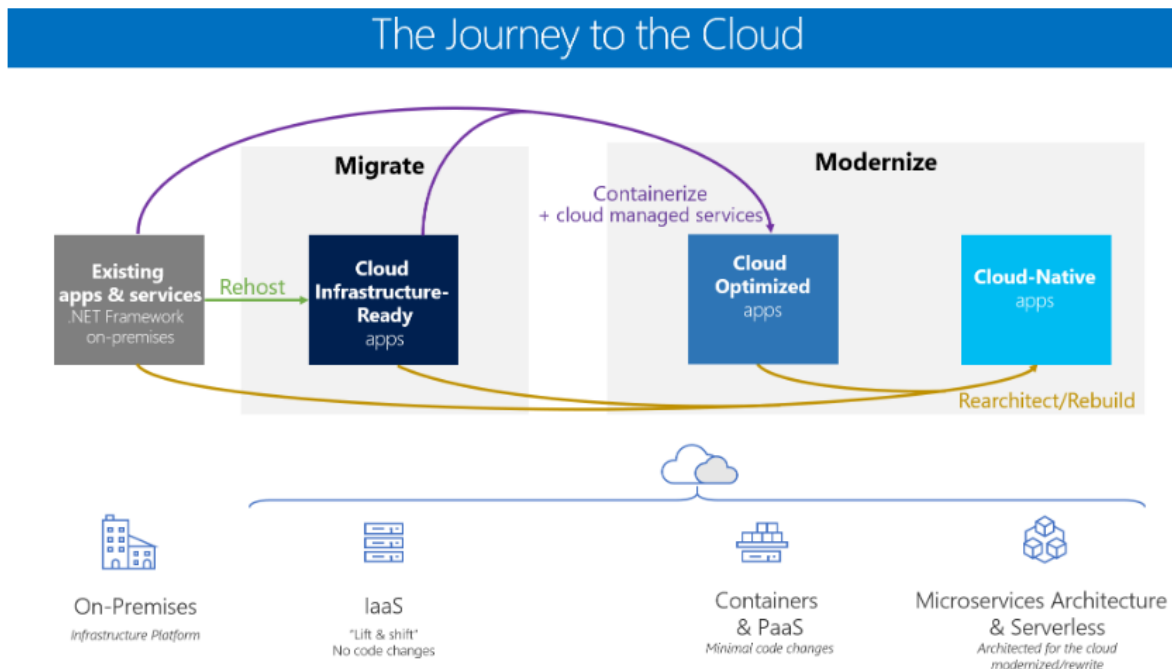 The Journey to the Cloud
Migrate
Modernize
Containerize
+ cloud managed services
Existing
apps & services
.NET Framework
on-premises
Rehost
Cloud
Infrastructure-
Ready
apps
Cloud
Optimized
apps
Cloud-Native
apps
Rearchitect/Rebuild
On-Premises
Infrastructure Platform
IaaS
"Lift & shift"
No code changes
Containers
& PaaS
Minimal code changes
Microservices Architecture
& Serverless
Architected for the cloud
modernized/rewrite